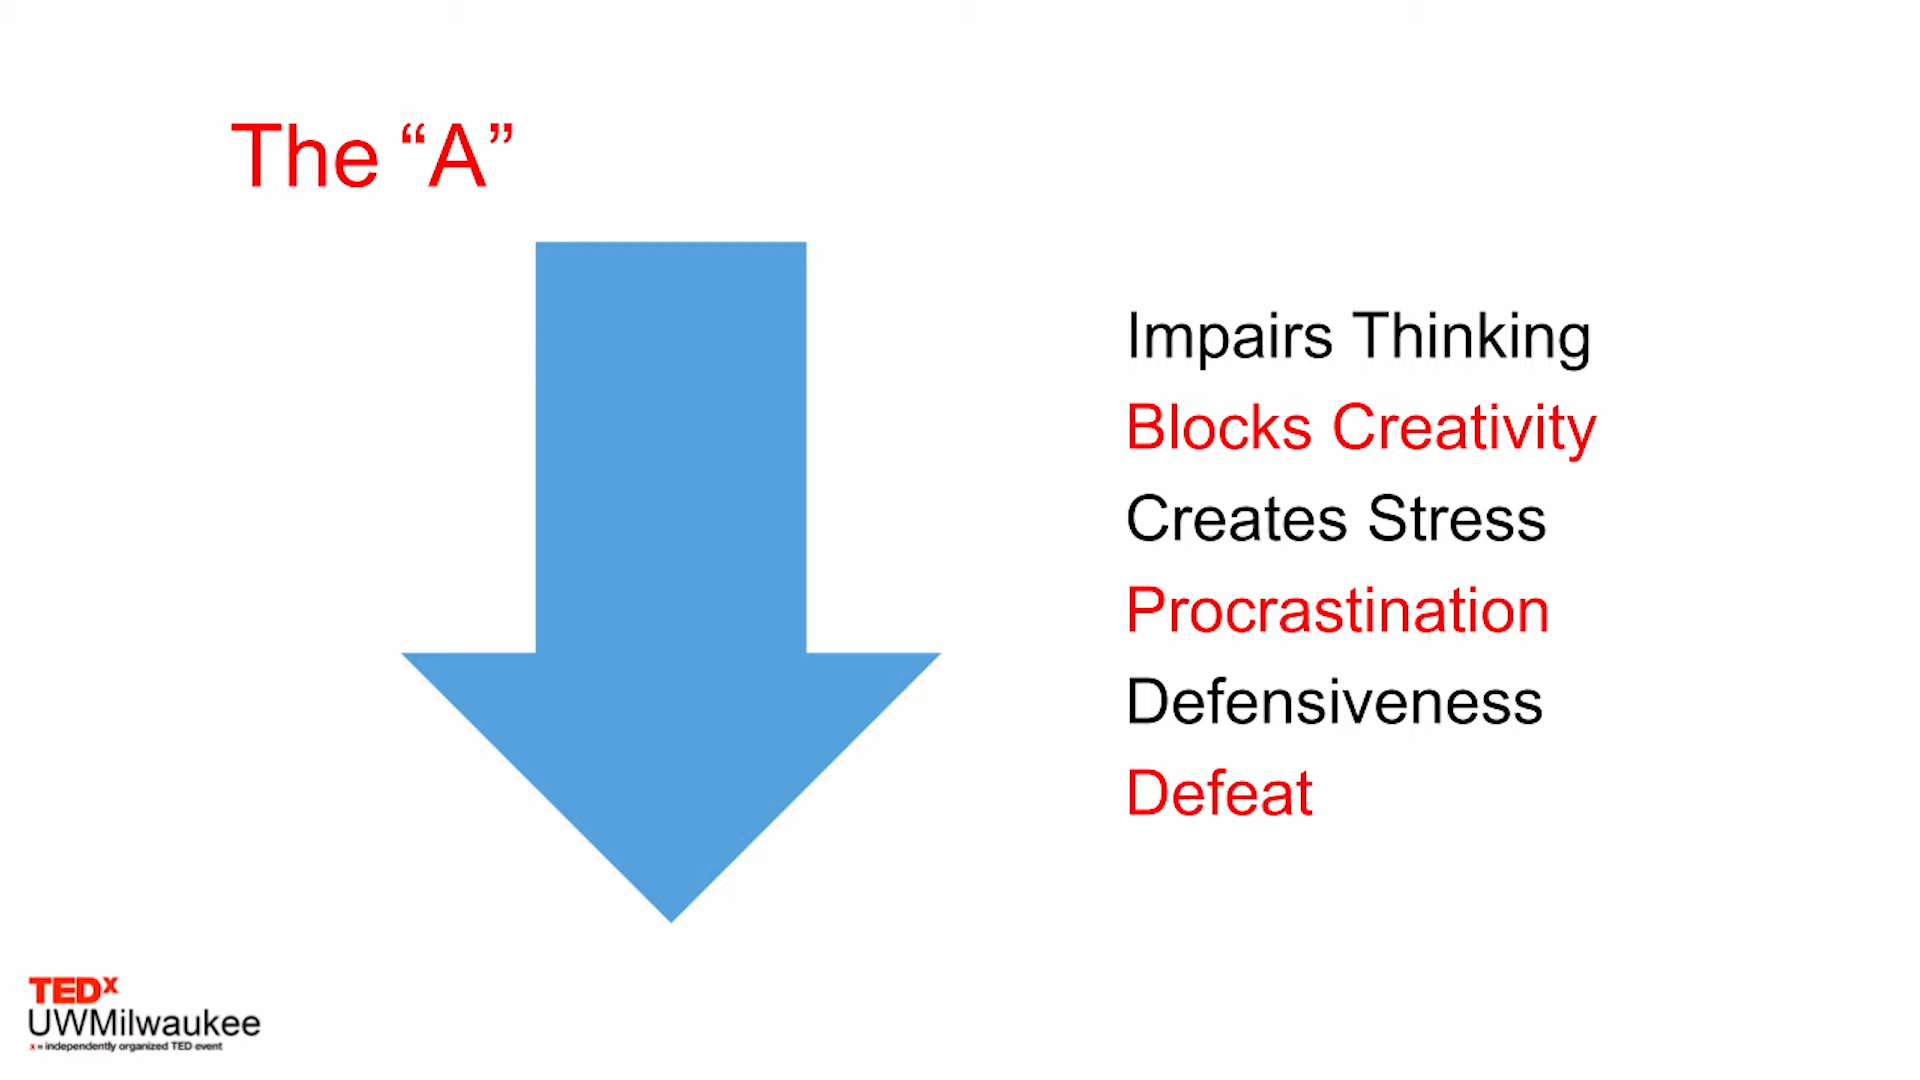 The “A”
Impairs Thinking
Blocks Creativity
Creates Stress
Procrastination
Defensiveness
Defeat
TEDx
UWMilwaukee
x = independently organized TED event